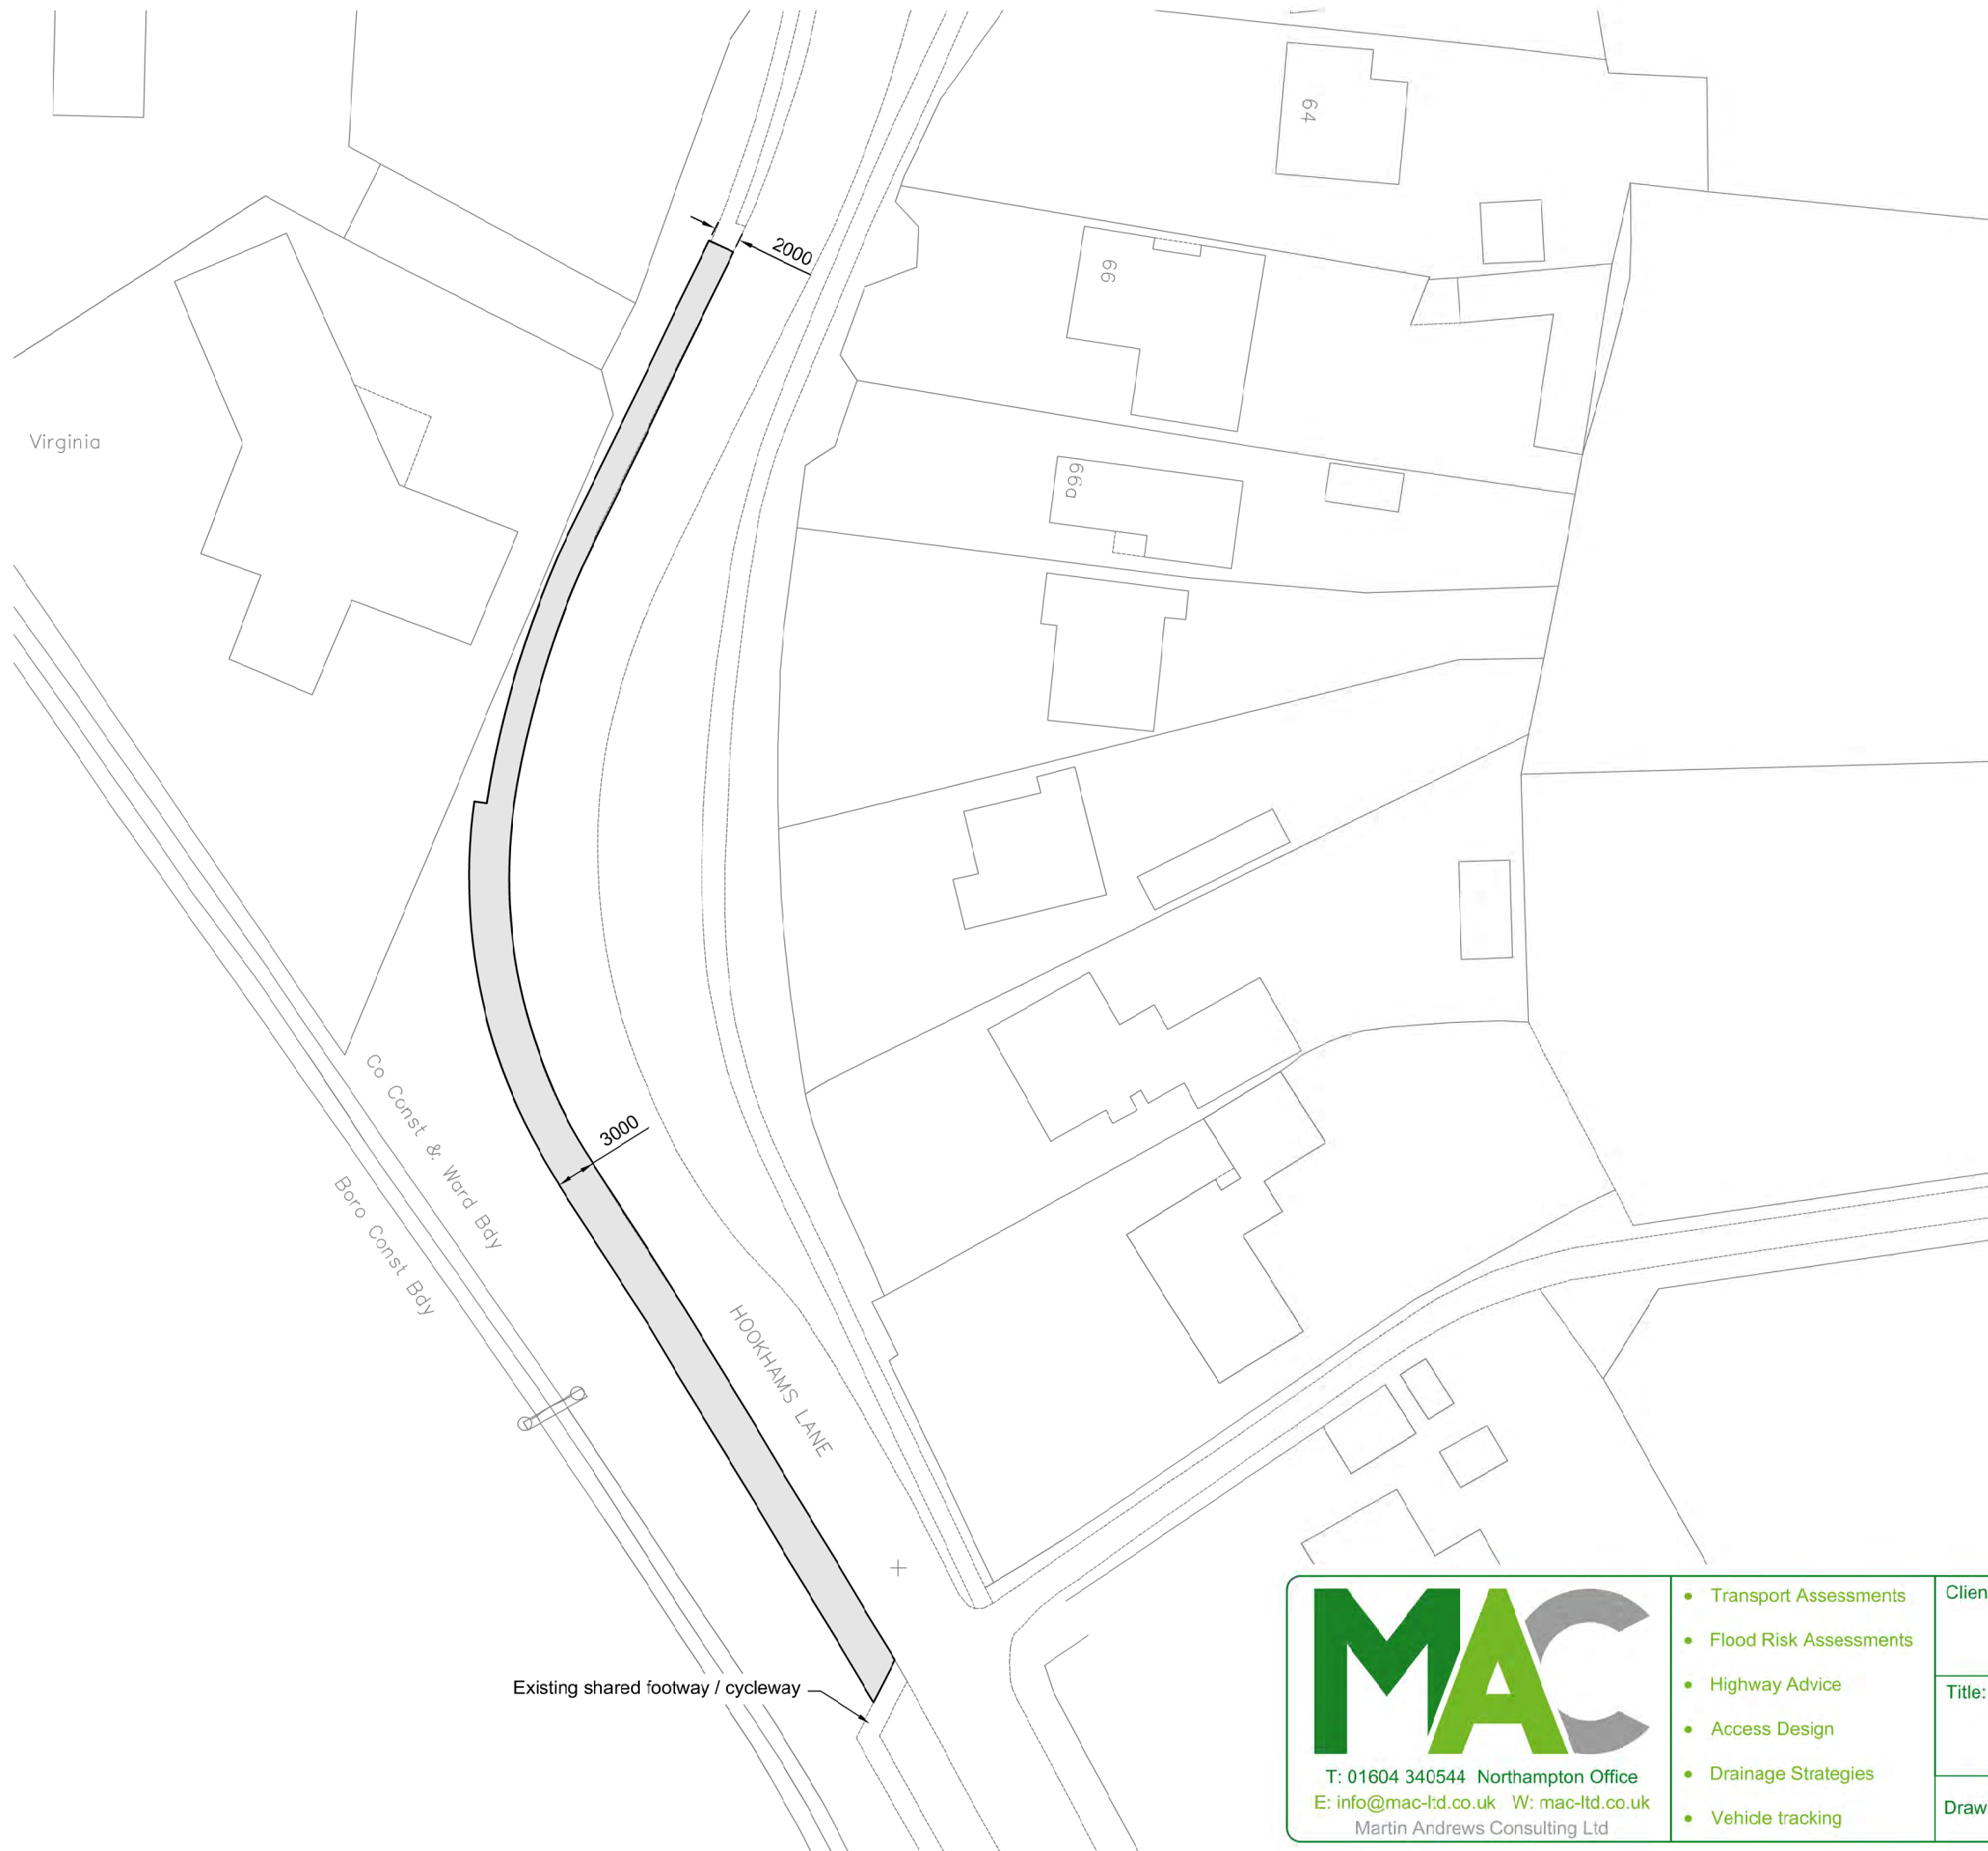 64
2000
66
Virginia
66a
3000
Co Const & Ward Bdy
Boro Const Bdy
HOOKHAMS LANE
Existing shared footway / cycleway
MAC
T: 01604 340544 Northampton Office
E: info@mac-ltd.co.uk W: mac-ltd.co.uk
Martin Andrews Consulting Ltd
• Transport Assessments
• Flood Risk Assessments
• Highway Advice
• Access Design
• Drainage Strategies
• Vehicle tracking
Clien
Title:
Draw